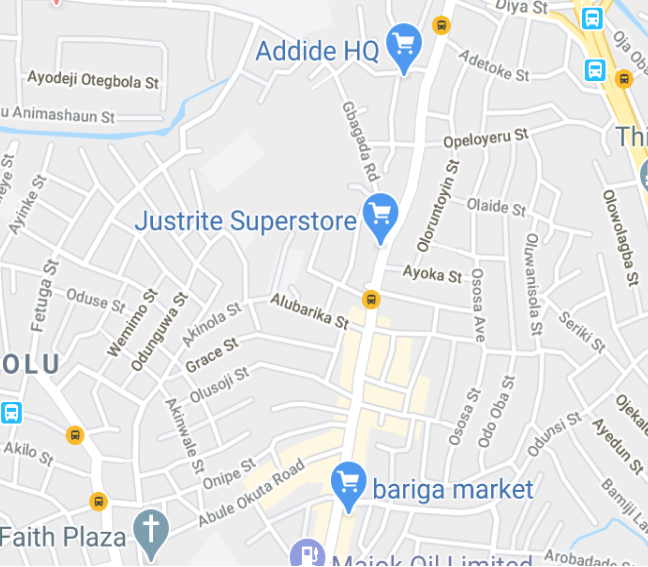 Diya St
Addide HQ
Adetoke St
Oja Oba
Ayodeji Otegbola St
Animashaun St
Gbagada Rd
Opeloyeru St
Ayinke St
Oloruntoyin St
Olaide St
Olowolagba St
Justrite Superstore
Fetuga St
Oduse St
Wemimo St
Odunguwa St
Akinola St
Alubarika St
Ayoka St
Ososa Ave
Oluwanisola St
Seriki St
OLU
Grace St
Olusoji St
Akinwale St
Ososa St
Odo Oba St
Odunsi St
Ojekale
Ayedun St
Akilo St
Onipe St
Abule Okuta Road
bariga market
Bamiji
Faith Plaza
Majok Oil Limited
Arobadade